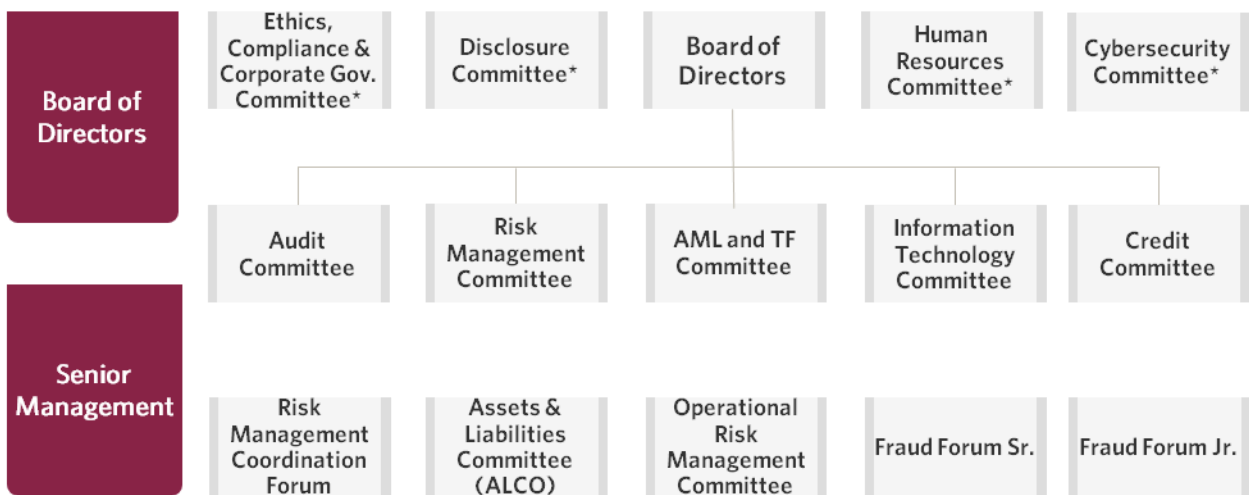 Board of
Directors
Ethics,
Compliance &
Corporate Gov.
Committee*
Disclosure
Committee*
Board of
Directors
Human
Resources
Committee*
Cybersecurity
Committee*
Audit
Committee
Risk
Management
Committee
AML and TF
Committee
Information
Technology
Committee
Credit
Committee
Senior
Management
Risk
Management
Coordination
Forum
Assets &
Liabilities
Committee
(ALCO)
Operational
Risk
Management
Committee
Fraud Forum Sr.
Fraud Forum Jr.